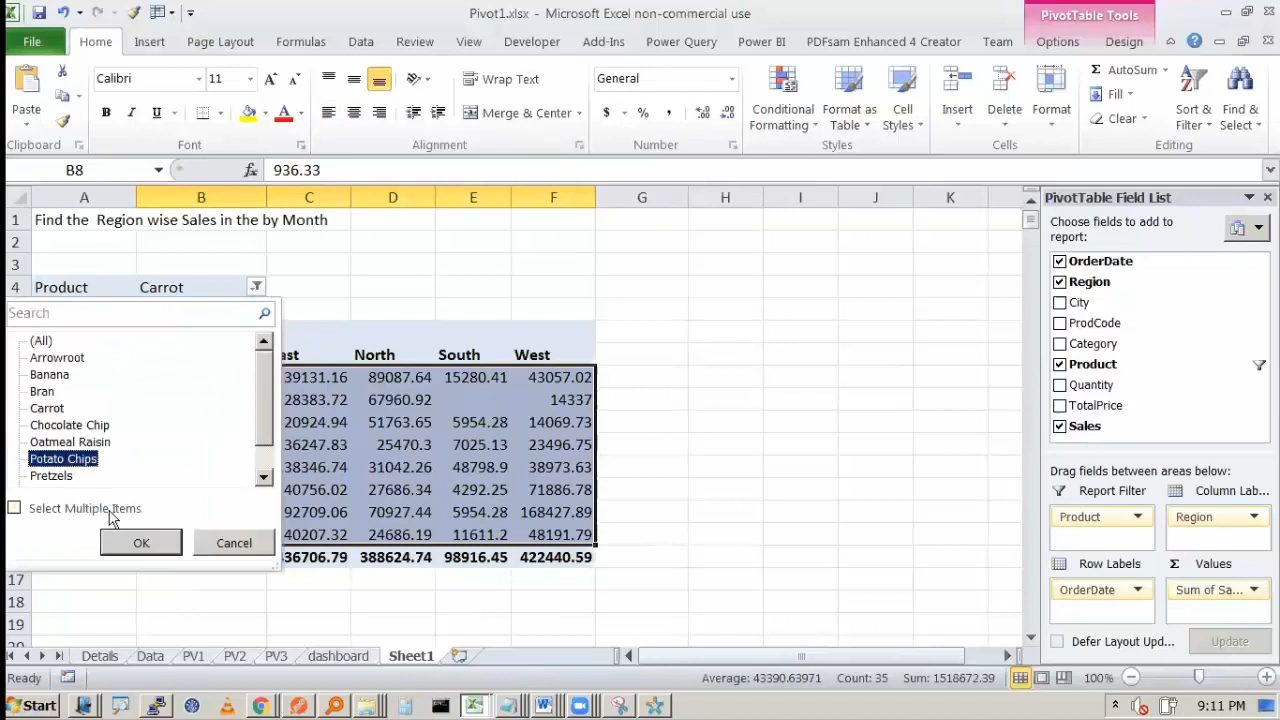 Pivot1.xlsx - Microsoft Excel non-commercial use
PivotTable Tools
File Home Insert Page Layout Formulas Data Review View Developer Add-Ins Power Query Power BI PDFsam Enhanced 4 Creator Team Options Design
Paste
Calibri 11
B I U A
Wrap Text
Merge & Center
General
$ % ,
Conditional Formatting
Format as Table
Cell Styles
Insert
Delete
Format
Σ AutoSum
Fill
Clear
Sort & Filter
Find & Select
Clipboard Font Alignment Number Styles Cells Editing
B8 fx 936.33
A B C D E F G H I J K
1 Find the Region wise Sales in the by Month
2
3
4 Product Carrot
Search
(All)
Arrowroot
Banana
Bran
Carrot
Chocolate Chip
Oatmeal Raisin
Potato Chips
Pretzels
Select Multiple Items
OK Cancel
ast North South West
39131.16 89087.64 15280.41 43057.02
28383.72 67960.92 14337
20924.94 51763.65 5954.28 14069.73
36247.83 25470.3 7025.13 23496.75
38346.74 31042.26 48798.9 38973.63
40756.02 27686.34 4292.25 71886.78
92709.06 70927.44 5954.28 168427.89
40207.32 24686.19 11611.2 48191.79
36706.79 388624.74 98916.45 422440.59
17
18
19
PivotTable Field List
Choose fields to add to report:
OrderDate
Region
City
ProdCode
Category
Product
Quantity
TotalPrice
Sales
Drag fields between areas below:
Report Filter Column Lab...
Product Region
Row Labels Σ Values
OrderDate Sum of Sa...
Defer Layout Upd... Update
Details Data PV1 PV2 PV3 dashboard Sheet1
Ready Average: 43390.63971 Count: 35 Sum: 1518672.39 100%
Start 9:11 PM